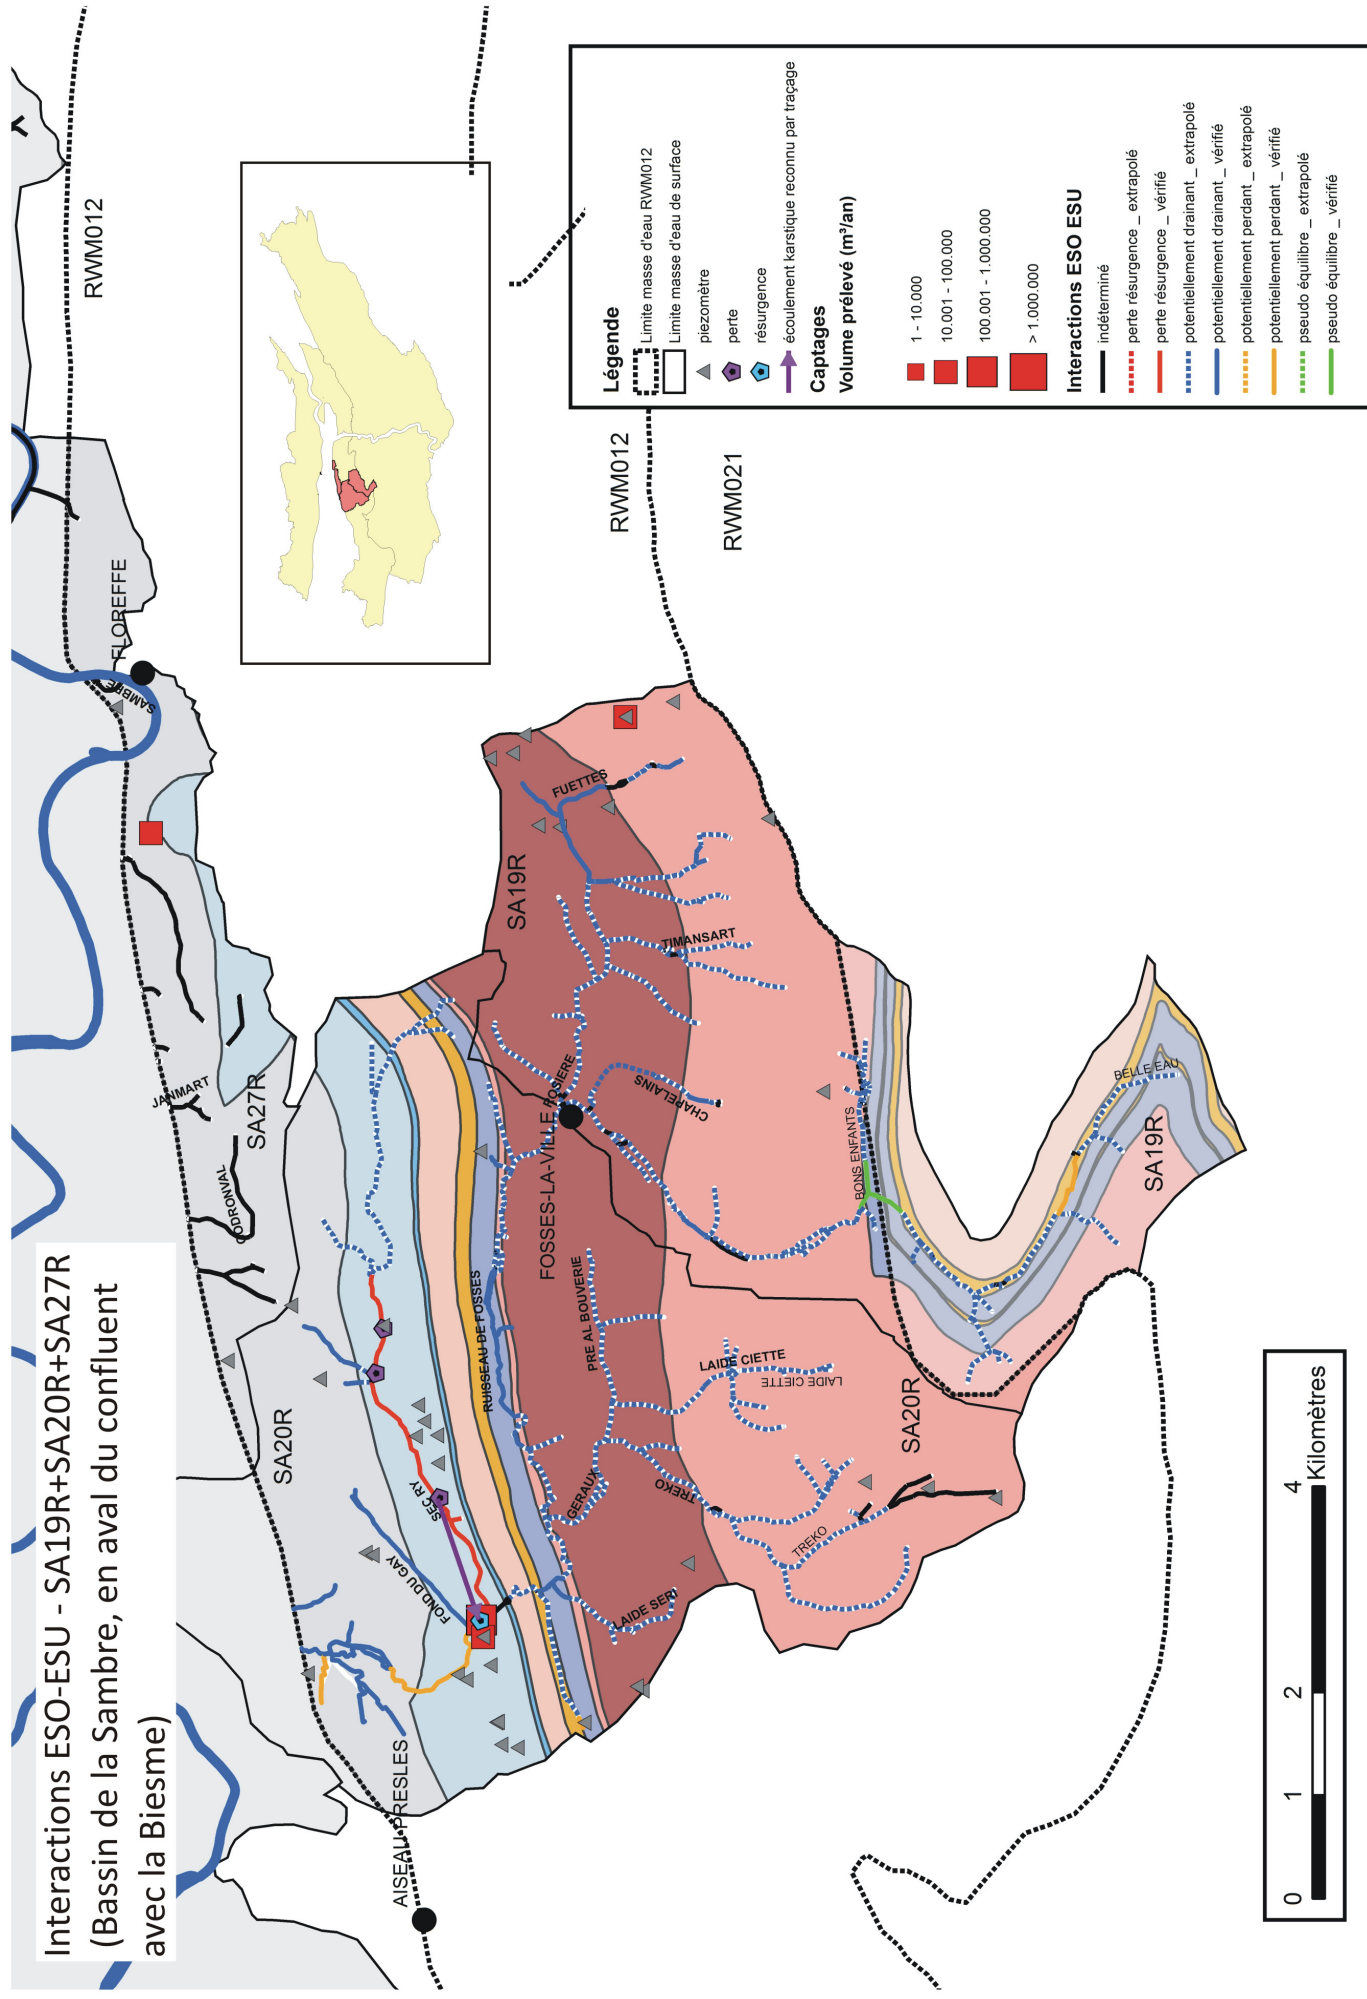 Interactions ESO-ESU - SA19R+SA20R+SA27R
(Bassin de la Sambre, en aval du confluent
avec la Biesme)
RWM012
FLOREFFE
SAMBRE
JANMART
CODRONVAL
SA27R
SA20R
AISEAU-PRESLES
FOND DU GAY
SEC RY
RUISSEAU DE FOSSES
FOSSES-LA-VILLE
ROSIERE
SA19R
FUETTES
TIMANSART
CHAPELAINS
PRE AL BOUVERIE
GERAUX
TREKO
LAIDE SERI
LAIDE CIETTE
LAIDE CIETTE
TREKO
SA20R
BONS ENFANTS
BELLE EAU
SA19R
RWM012
RWM021
Légende
Limite masse d'eau RWM012
Limite masse d'eau de surface
piezomètre
perte
résurgence
écoulement karstique reconnu par traçage
Captages
Volume prélevé (m³/an)
1 - 10.000
10.001 - 100.000
100.001 - 1.000.000
> 1.000.000
Interactions ESO ESU
indéterminé
perte résurgence _ extrapolé
perte résurgence _ vérifié
potentiellement drainant _ extrapolé
potentiellement drainant _ vérifié
potentiellement perdant _ extrapolé
potentiellement perdant _ vérifié
pseudo équilibre _ extrapolé
pseudo équilibre _ vérifié
0 1 2 4
Kilomètres